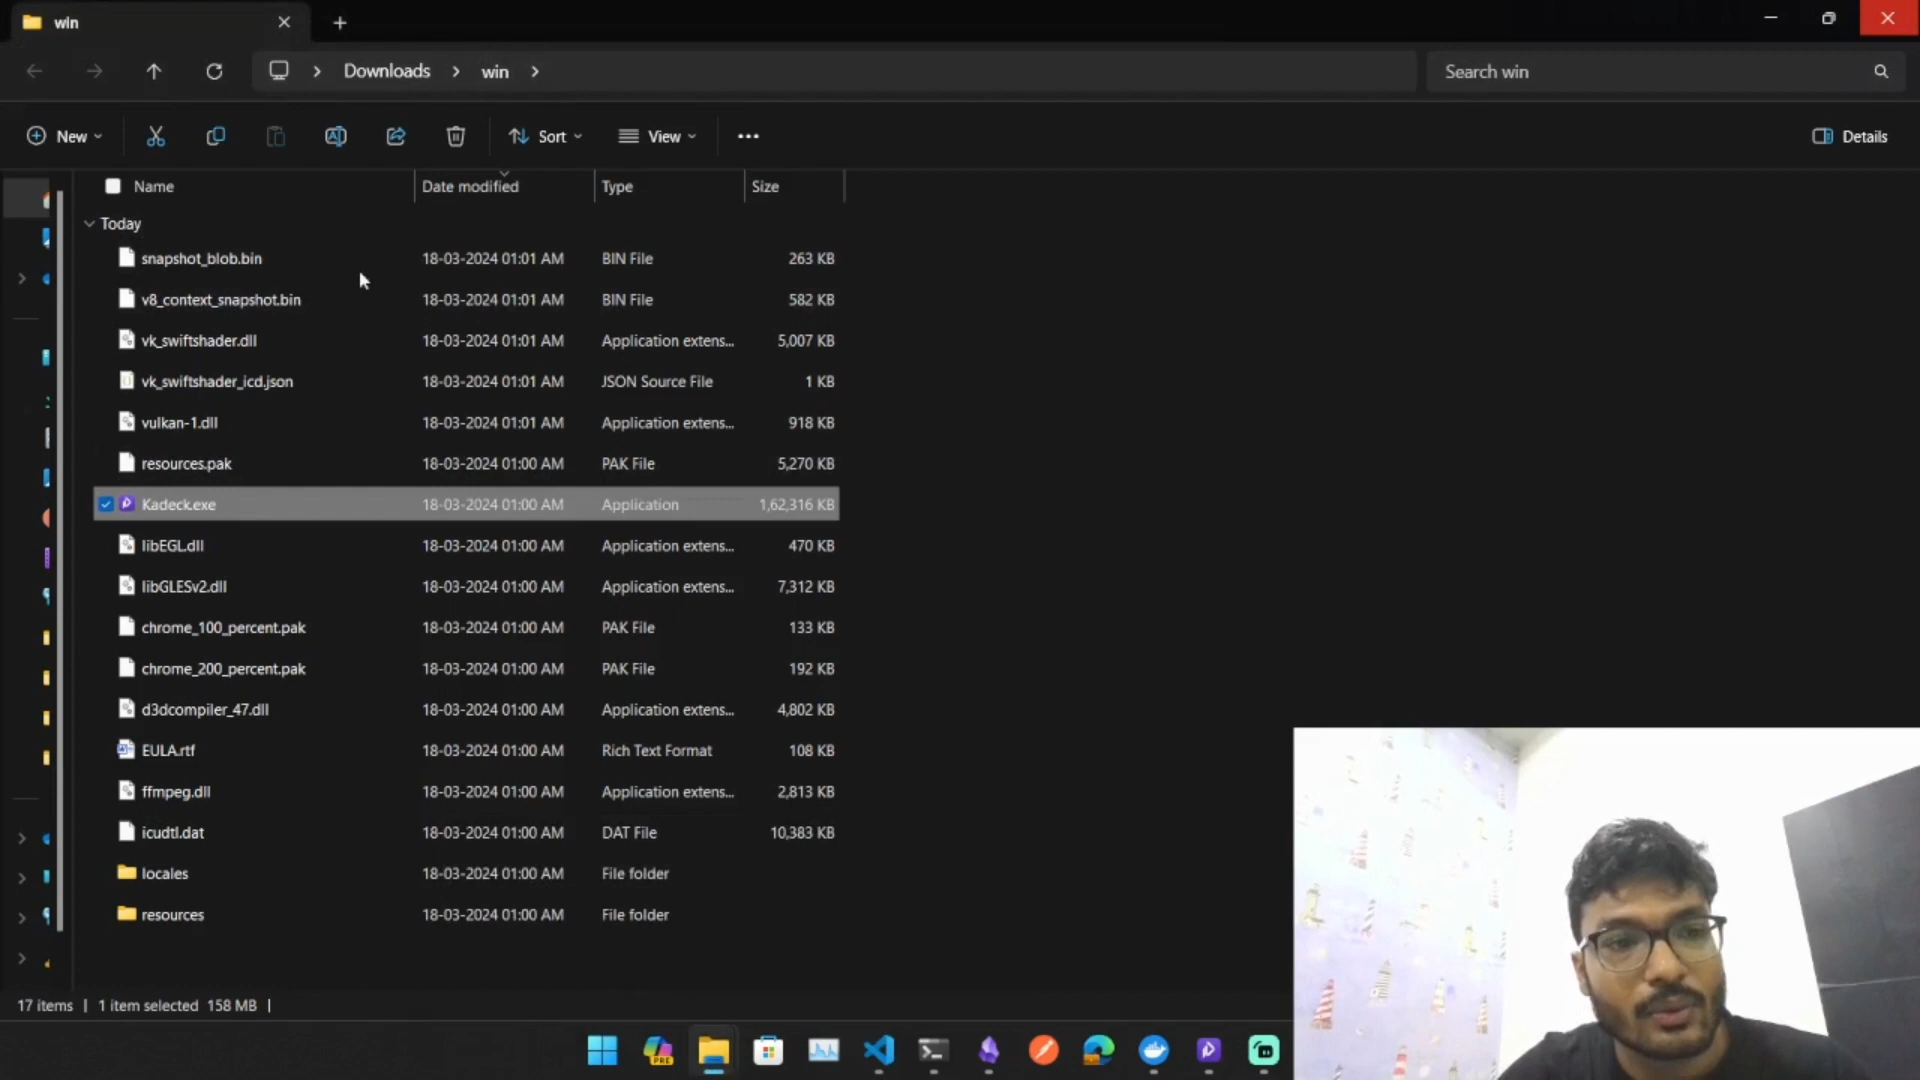 win
Downloads
win
Search win
New
Sort
View
Details
Name Date modified Type Size
Today
snapshot_blob.bin 18-03-2024 01:01 AM BIN File 263 KB
v8_context_snapshot.bin 18-03-2024 01:01 AM BIN File 582 KB
vk_swiftshader.dll 18-03-2024 01:01 AM Application extens... 5,007 KB
vk_swiftshader_icd.json 18-03-2024 01:01 AM JSON Source File 1 KB
vulkan-1.dll 18-03-2024 01:01 AM Application extens... 918 KB
resources.pak 18-03-2024 01:00 AM PAK File 5,270 KB
Kadeck.exe 18-03-2024 01:00 AM Application 1,62,316 KB
libEGL.dll 18-03-2024 01:00 AM Application extens... 470 KB
libGLESv2.dll 18-03-2024 01:00 AM Application extens... 7,312 KB
chrome_100_percent.pak 18-03-2024 01:00 AM PAK File 133 KB
chrome_200_percent.pak 18-03-2024 01:00 AM PAK File 192 KB
d3dcompiler_47.dll 18-03-2024 01:00 AM Application extens... 4,802 KB
EULA.rtf 18-03-2024 01:00 AM Rich Text Format 108 KB
ffmpeg.dll 18-03-2024 01:00 AM Application extens... 2,813 KB
icudtl.dat 18-03-2024 01:00 AM DAT File 10,383 KB
locales 18-03-2024 01:00 AM File folder
resources 18-03-2024 01:00 AM File folder
17 items | 1 item selected 158 MB |
PRE